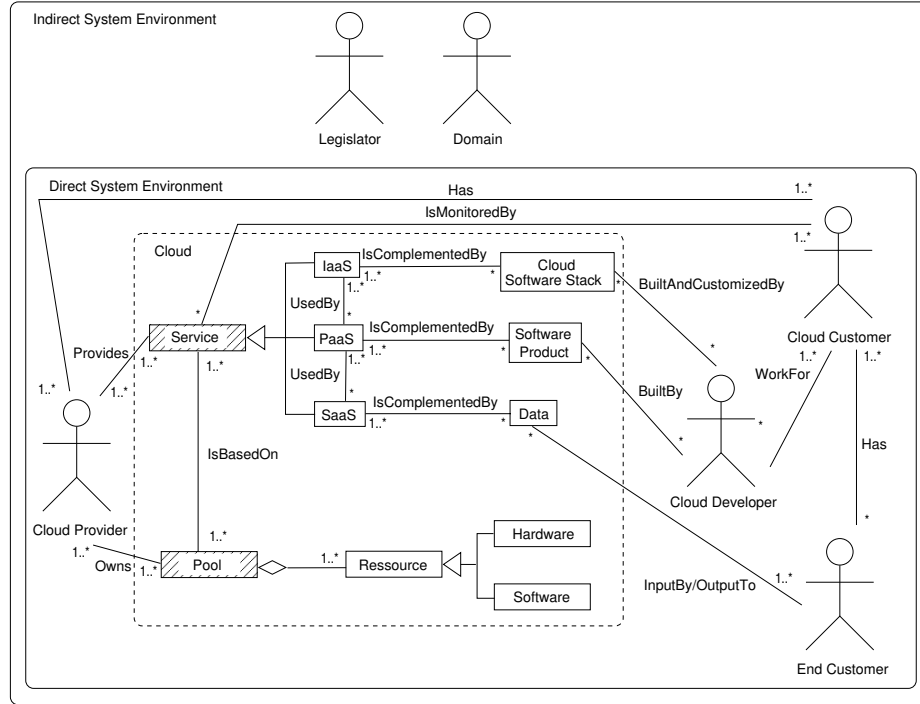 Indirect System Environment
Legislator
Domain
Direct System Environment
Has
1..*
IsMonitoredBy
1..*
Cloud
IaaS
IsComplementedBy
1..*
*
Cloud
Software Stack
*
BuiltAndCustomizedBy
*
1..*
UsedBy
*
Cloud Customer
*
Service
1..*
1..*
PaaS
IsComplementedBy
1..*
*
Software
Product
*
BuiltBy
*
Provides
1..*
1..*
1..*
UsedBy
*
WorkFor
1..*
*
1..*
Has
*
SaaS
IsComplementedBy
1..*
*
Data
*
Cloud Developer
IsBasedOn
1..*
Cloud Provider
1..*
Owns
1..*
Pool
1..*
Ressource
Hardware
Software
InputBy/OutputTo
1..*
End Customer